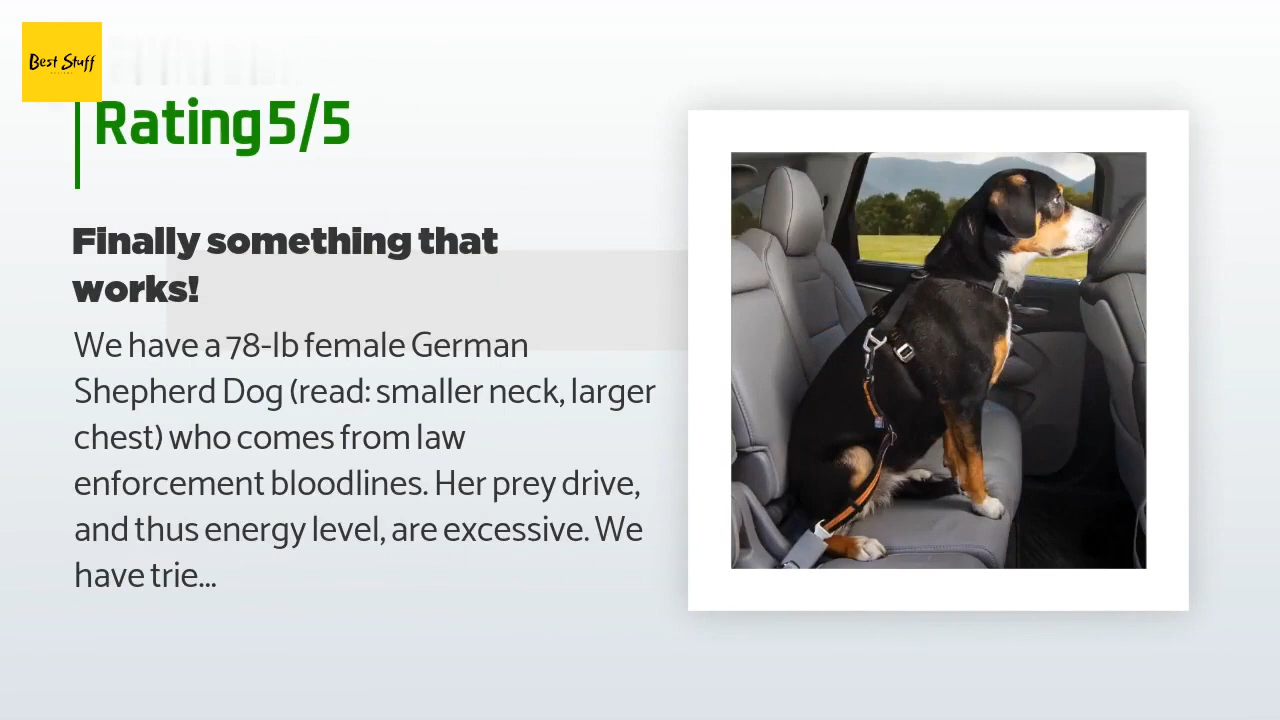 Best Stuff
Rating 5/5
Finally something that
works!
We have a 78-lb female German
Shepherd Dog (read: smaller neck, larger
chest) who comes from law
enforcement bloodlines. Her prey drive,
and thus energy level, are excessive. We
have trie...